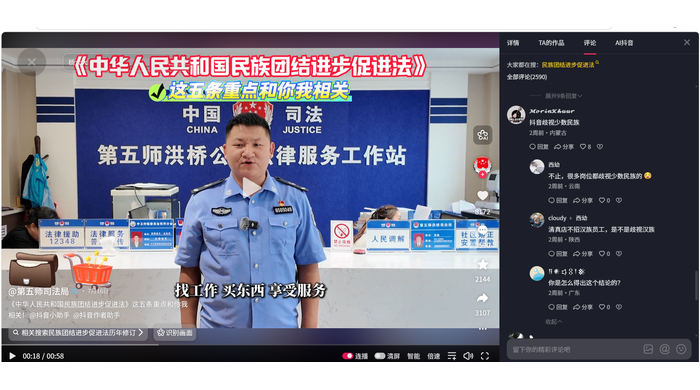 《中华人民共和国民族团结进步促进法》
这五条重点和你我相关
中国 司法
CHINA JUSTICE
第五师洪桥公共法律服务工作站
法律援助
12348
法律服务
人民调解
找工作 买东西 享受服务
@第五师司法局
《中华人民共和国民族团结进步促进法》这五条重点和你我
相关！@抖音小助手 @抖音作者助手
相关搜索民族团结进步促进法历年修订
识别画面
00:18 / 00:58
连播
清屏
智能
倍速
8172
2144
3107
详情
TA的作品
评论
AI抖音
大家都在搜：民族团结进步促进法
全部评论(2590)
展开9条回复
抖音歧视少数民族
2周前·内蒙古
回复 分享 8
西幼
不止，很多岗位都歧视少数民族的
2周前·云南
回复 分享 0
cloudy 西幼
清真店不招汉族员工，是不是歧视汉族
2周前·陕西
回复 分享 0
你是怎么得出这个结论的?
2周前·广东
回复 分享 0
收起
留下你的精彩评论吧